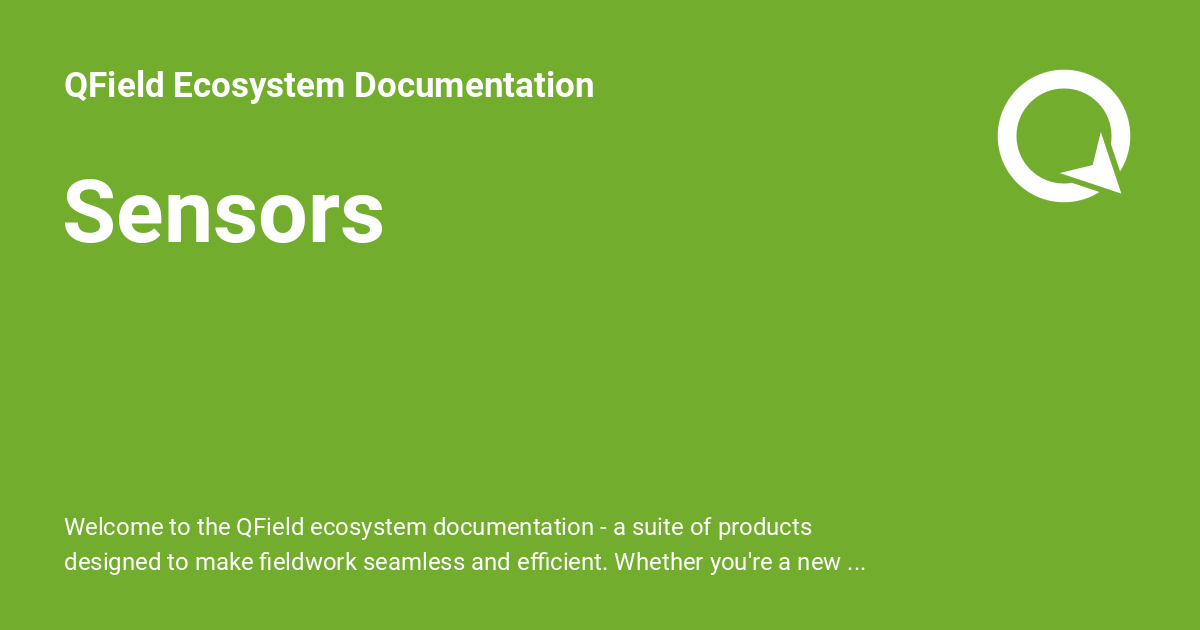 QField Ecosystem Documentation
Sensors
Welcome to the QField ecosystem documentation - a suite of products
designed to make fieldwork seamless and efficient. Whether you're a new ...